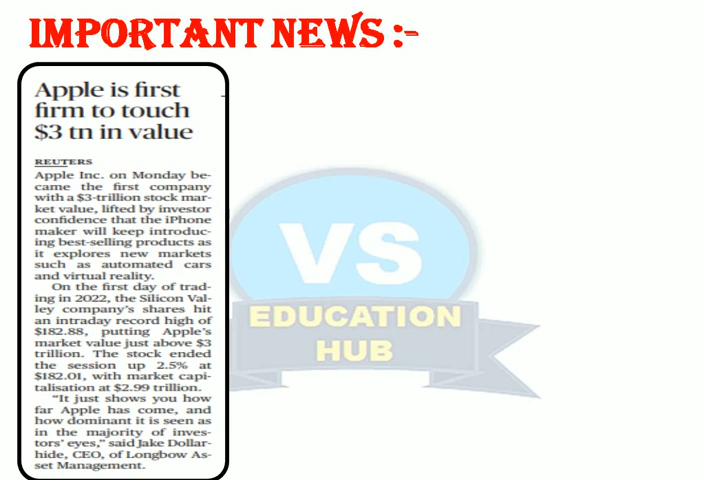 IMPORTANT NEWS :-
Apple is first
firm to touch
$3 tn in value
REUTERS
Apple Inc. on Monday be-
came the first company
with a $3-trillion stock mar-
ket value, lifted by investor
confidence that the iPhone
maker will keep introduc-
ing best-selling products as
it explores new markets
such as automated cars
and virtual reality.
On the first day of trad-
ing in 2022, the Silicon Val-
ley company's shares hit
an intraday record high of
$182.88, putting Apple's
market value just above $3
trillion. The stock ended
the session up 2.5% at
$182.01, with market capi-
talisation at $2.99 trillion.
"It just shows you how
far Apple has come, and
how dominant it is seen as
in the majority of inves-
tors' eyes," said Jake Dollar-
hide, CEO, of Longbow As-
set Management.
VS
EDUCATION
HUB